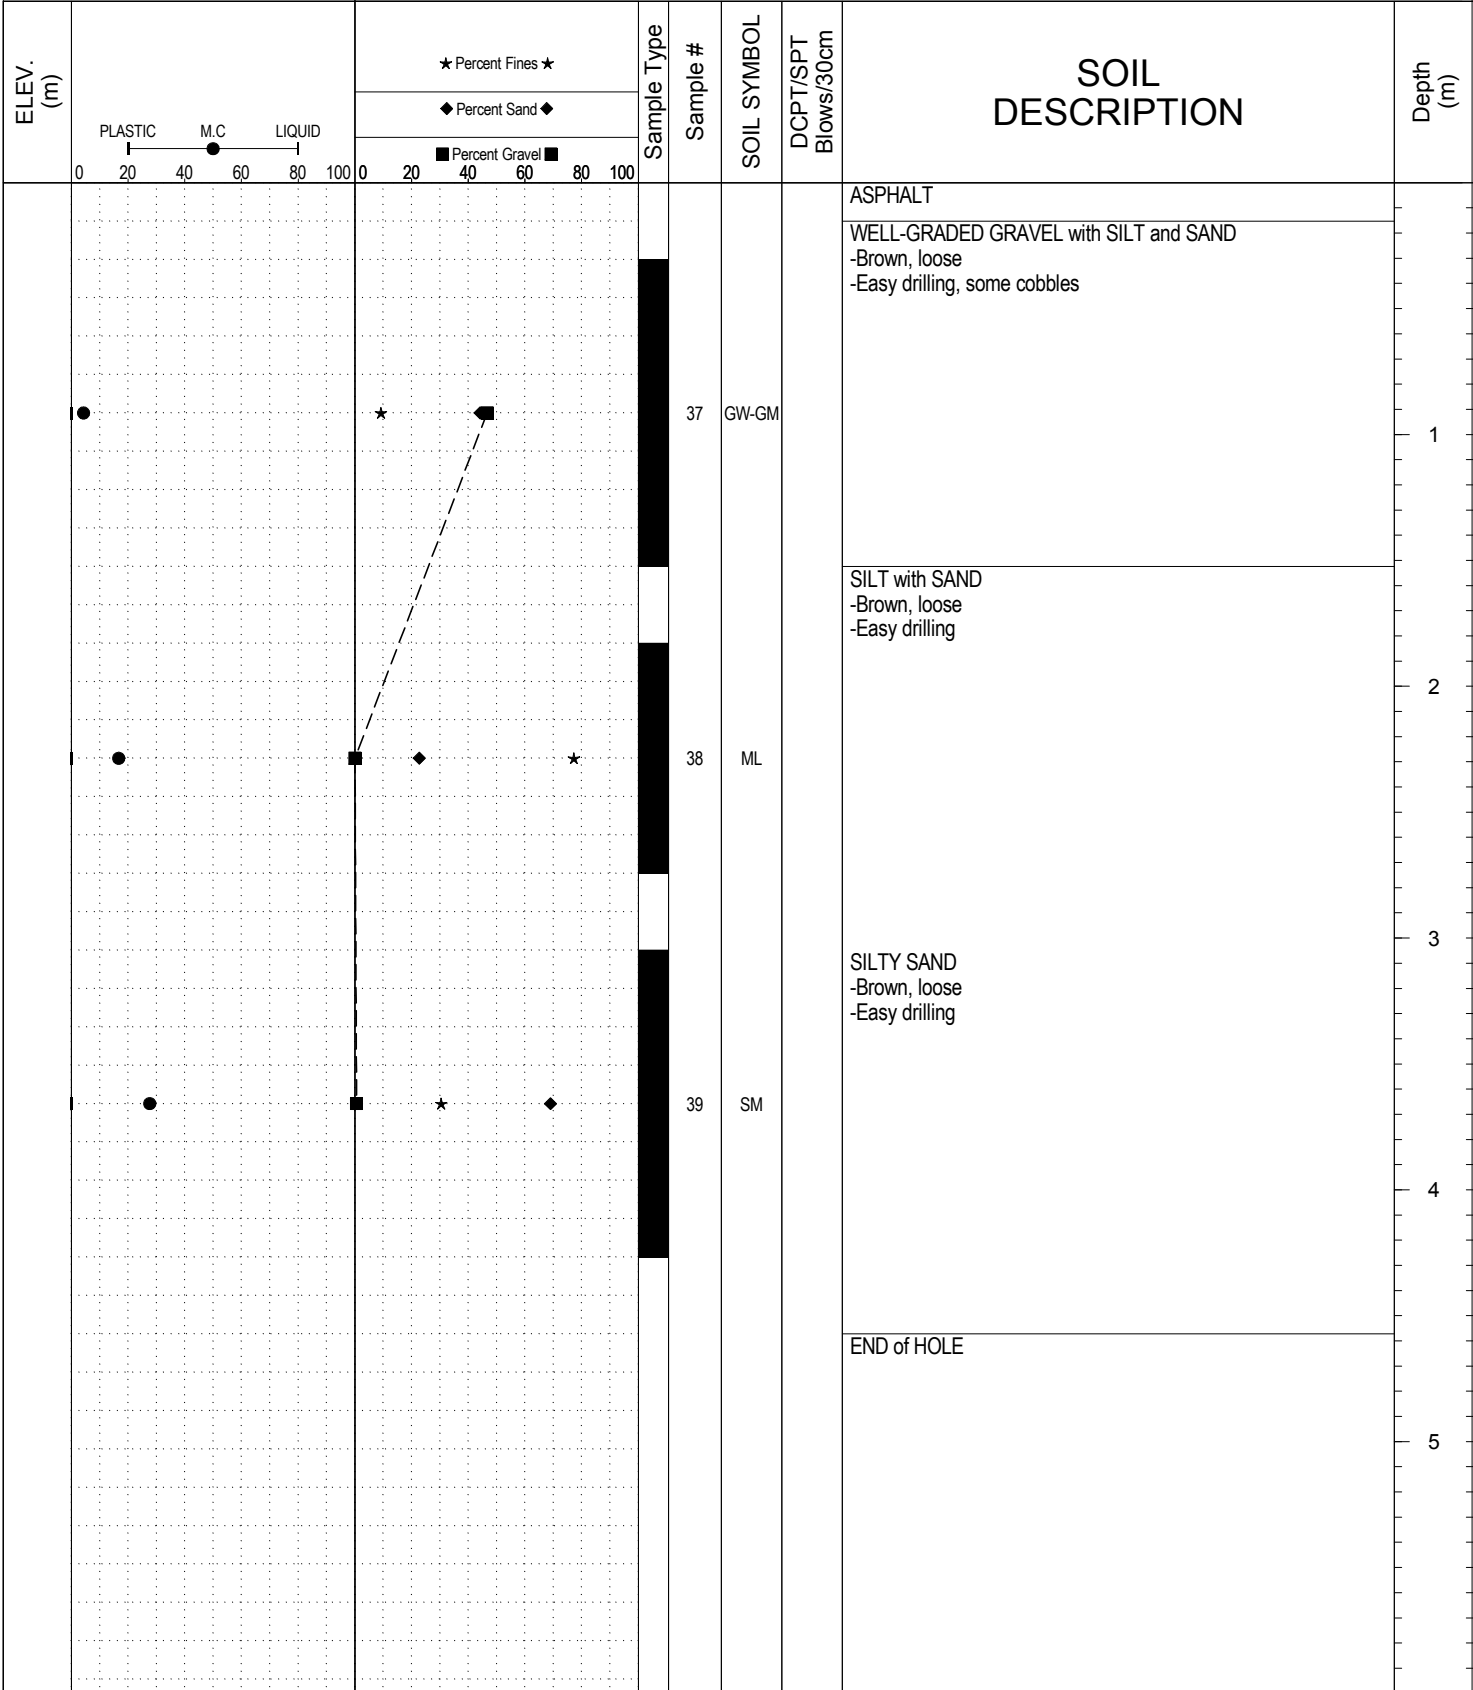 ELEV.
(m)
PLASTIC M.C LIQUID
0 20 40 60 80 100
★ Percent Fines ★
◆ Percent Sand ◆
■ Percent Gravel ■
0 20 40 60 80 100
Sample Type
Sample #
SOIL SYMBOL
DCPT/SPT
Blows/30cm
SOIL
DESCRIPTION
Depth
(m)
ASPHALT
WELL-GRADED GRAVEL with SILT and SAND
-Brown, loose
-Easy drilling, some cobbles
37 GW-GM
1
SILT with SAND
-Brown, loose
-Easy drilling
2
38 ML
3
SILTY SAND
-Brown, loose
-Easy drilling
39 SM
4
END of HOLE
5